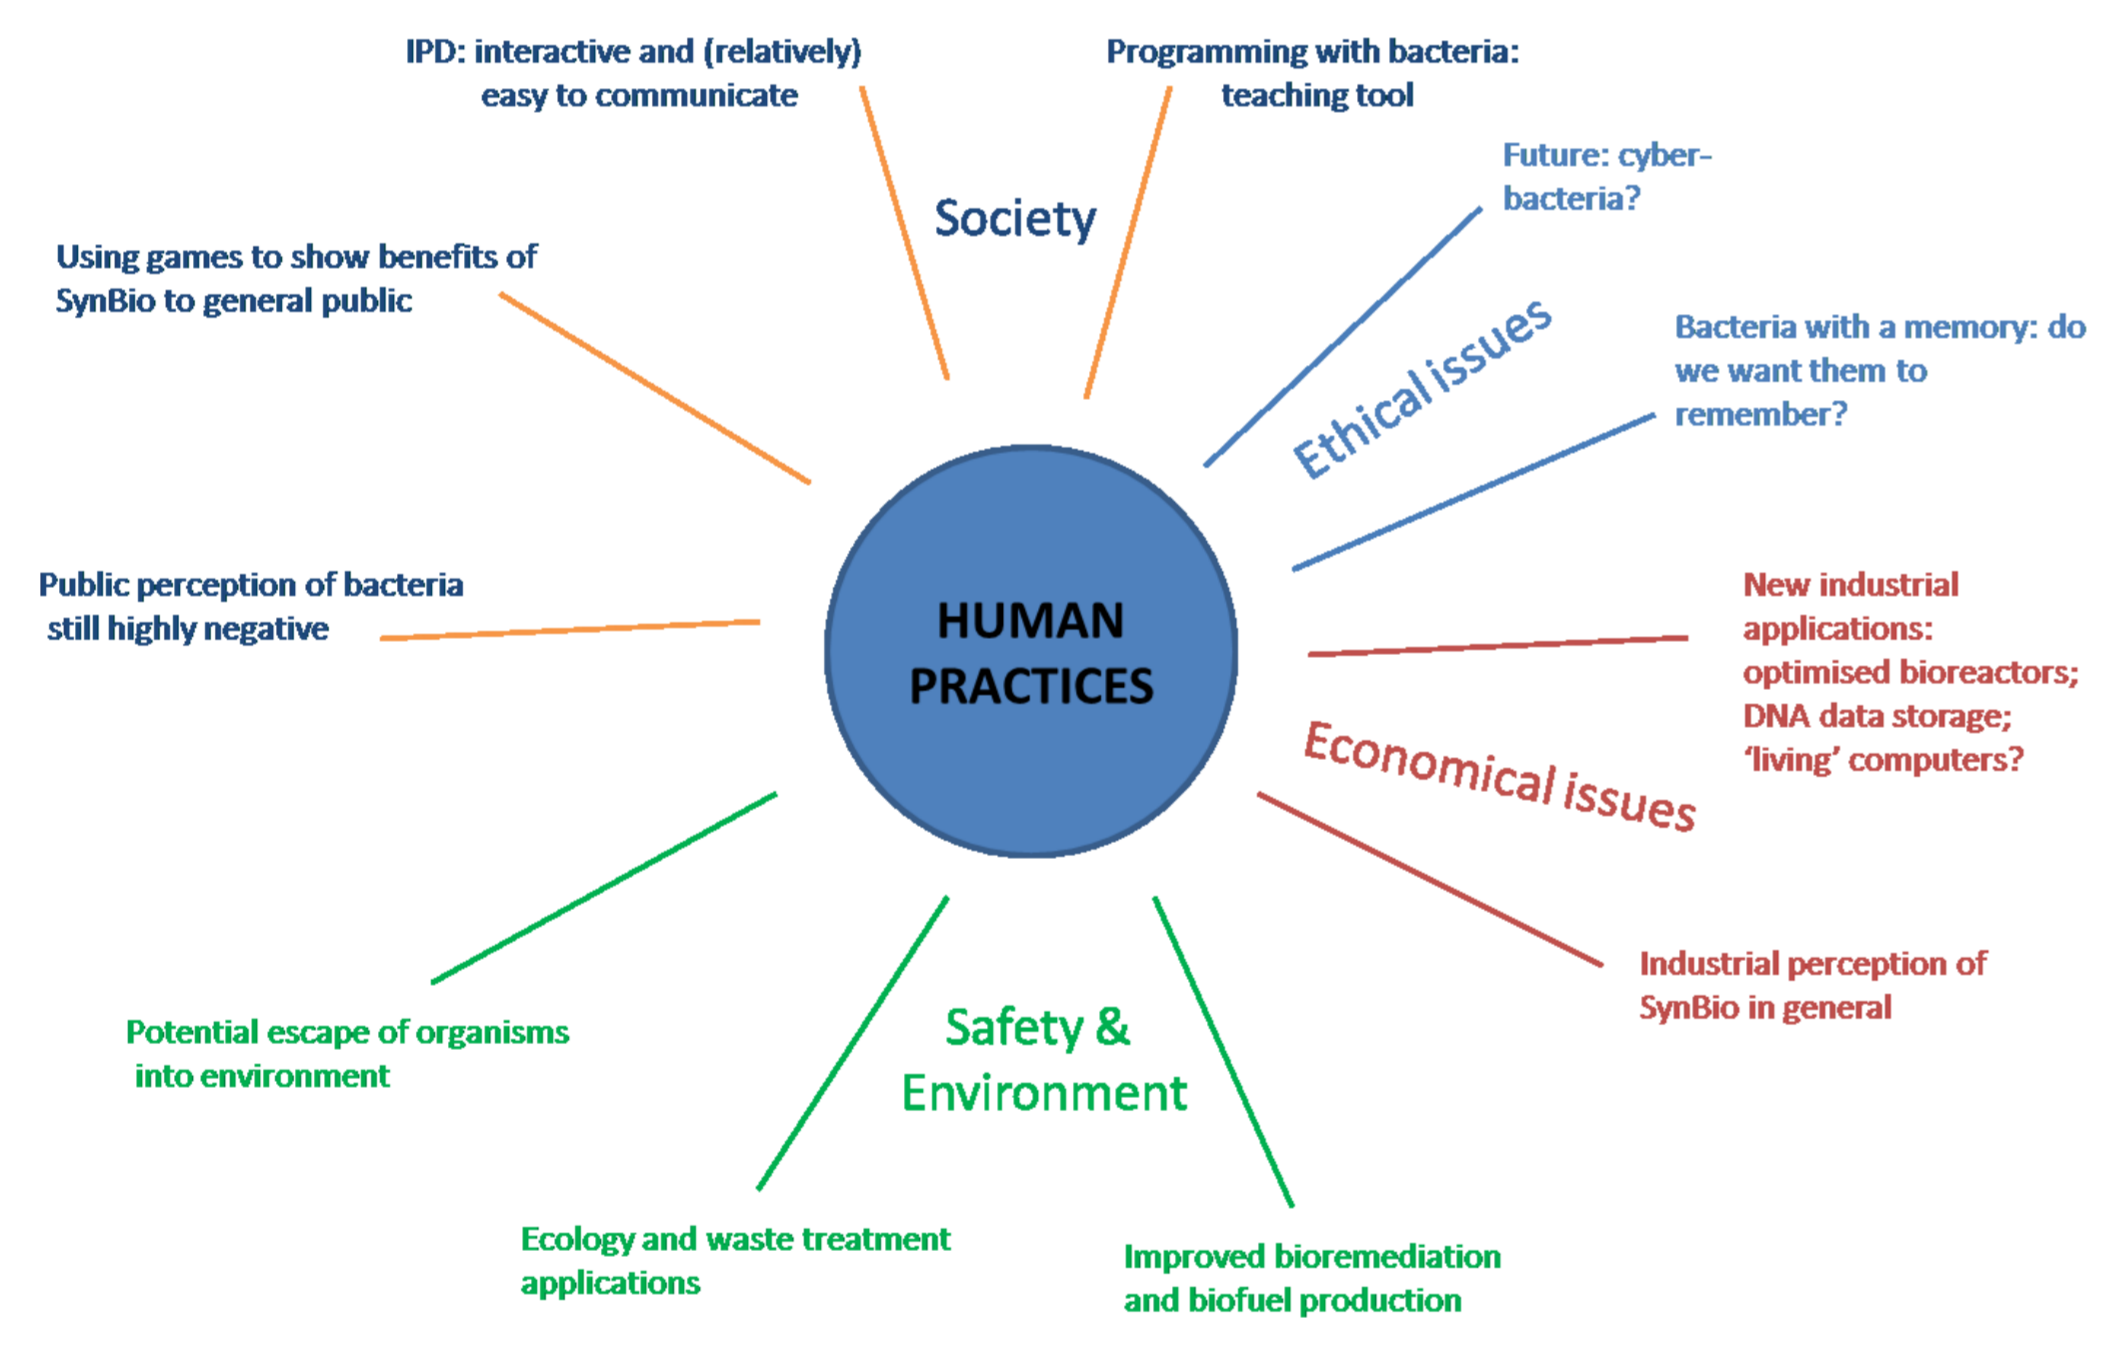 IPD: interactive and (relatively)
easy to communicate
Programming with bacteria:
teaching tool
Society
Future: cyber-
bacteria?
Using games to show benefits of
SynBio to general public
Ethical issues
Bacteria with a memory: do
we want them to
remember?
Public perception of bacteria
still highly negative
HUMAN
PRACTICES
New industrial
applications:
optimised bioreactors;
DNA data storage;
‘living’ computers?
Economical issues
Industrial perception of
SynBio in general
Potential escape of organisms
into environment
Safety &
Environment
Ecology and waste treatment
applications
Improved bioremediation
and biofuel production